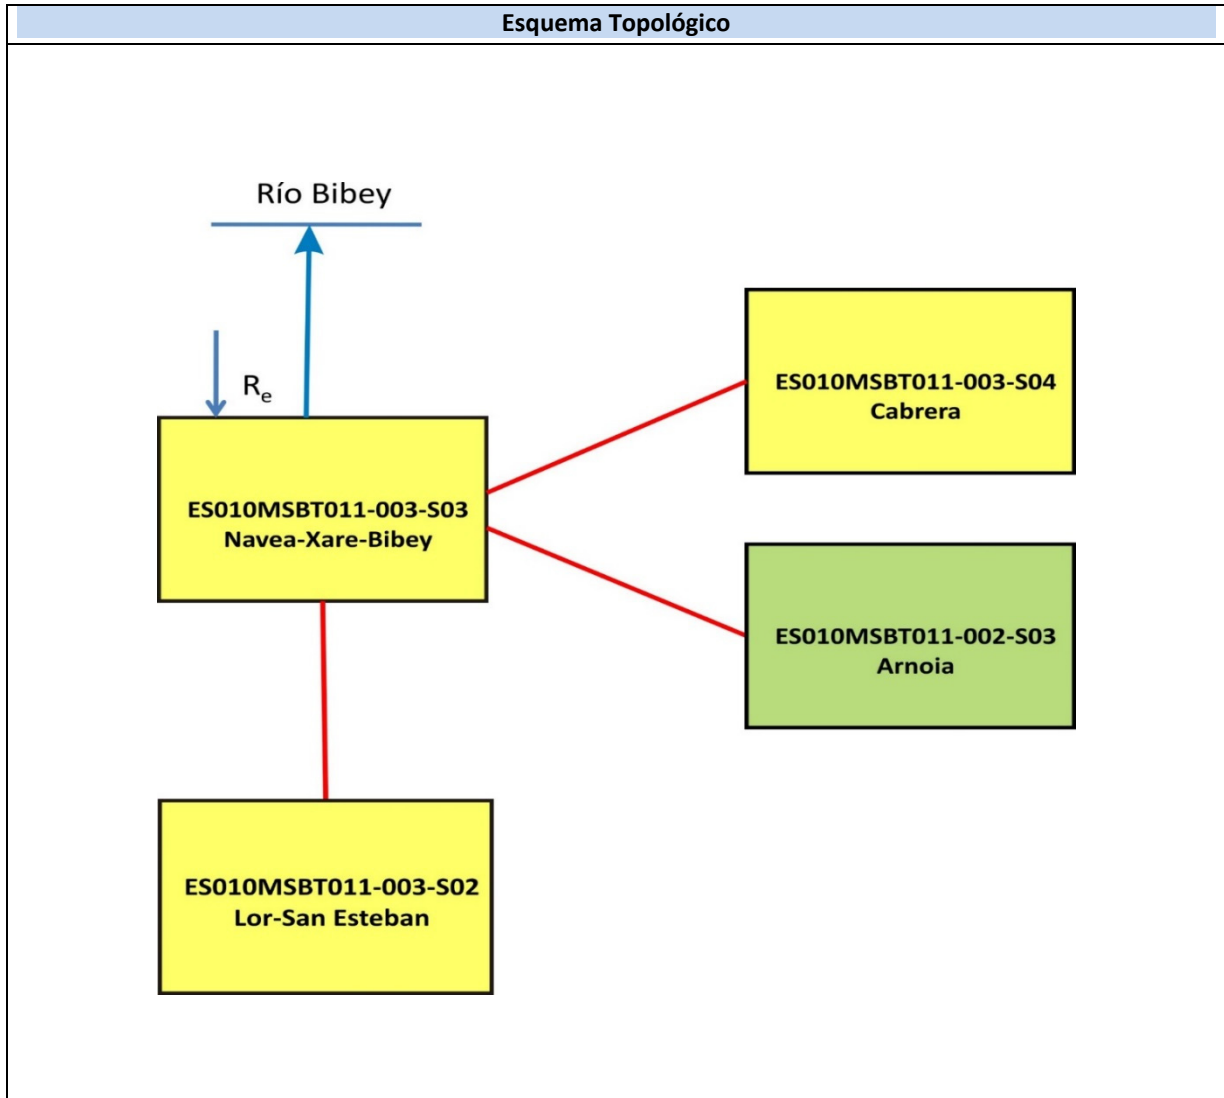 Esquema Topológico
Río Bibey
Re
ES010MSBT011-003-S04
Cabrera
ES010MSBT011-003-S03
Navea-Xare-Bibey
ES010MSBT011-002-S03
Arnoia
ES010MSBT011-003-S02
Lor-San Esteban